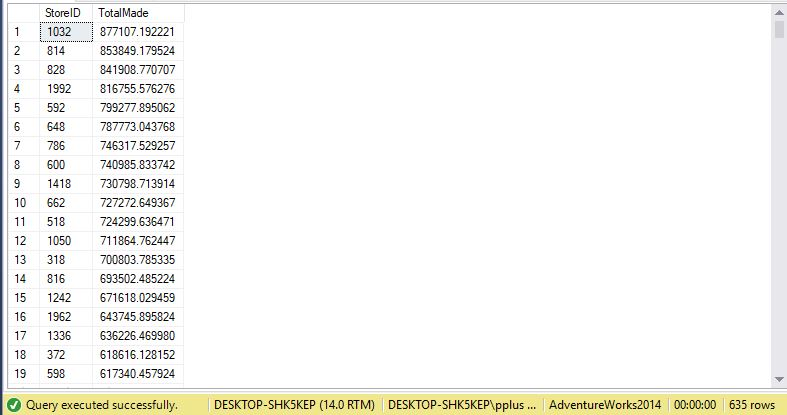 StoreID TotalMade
1 1032 877107.192221
2 814 853849.179524
3 828 841908.770707
4 1992 816755.576276
5 592 799277.895062
6 648 787773.043768
7 786 746317.529257
8 600 740985.833742
9 1418 730798.713914
10 662 727272.649367
11 518 724299.636471
12 1050 711864.762447
13 318 700803.785335
14 816 693502.485224
15 1242 671618.029459
16 1962 643745.895824
17 1336 636226.469980
18 372 618616.128152
19 598 617340.457924
Query executed successfully. DESKTOP-SHK5KEP (14.0 RTM) DESKTOP-SHK5KEP\pplus ... AdventureWorks2014 00:00:00 635 rows